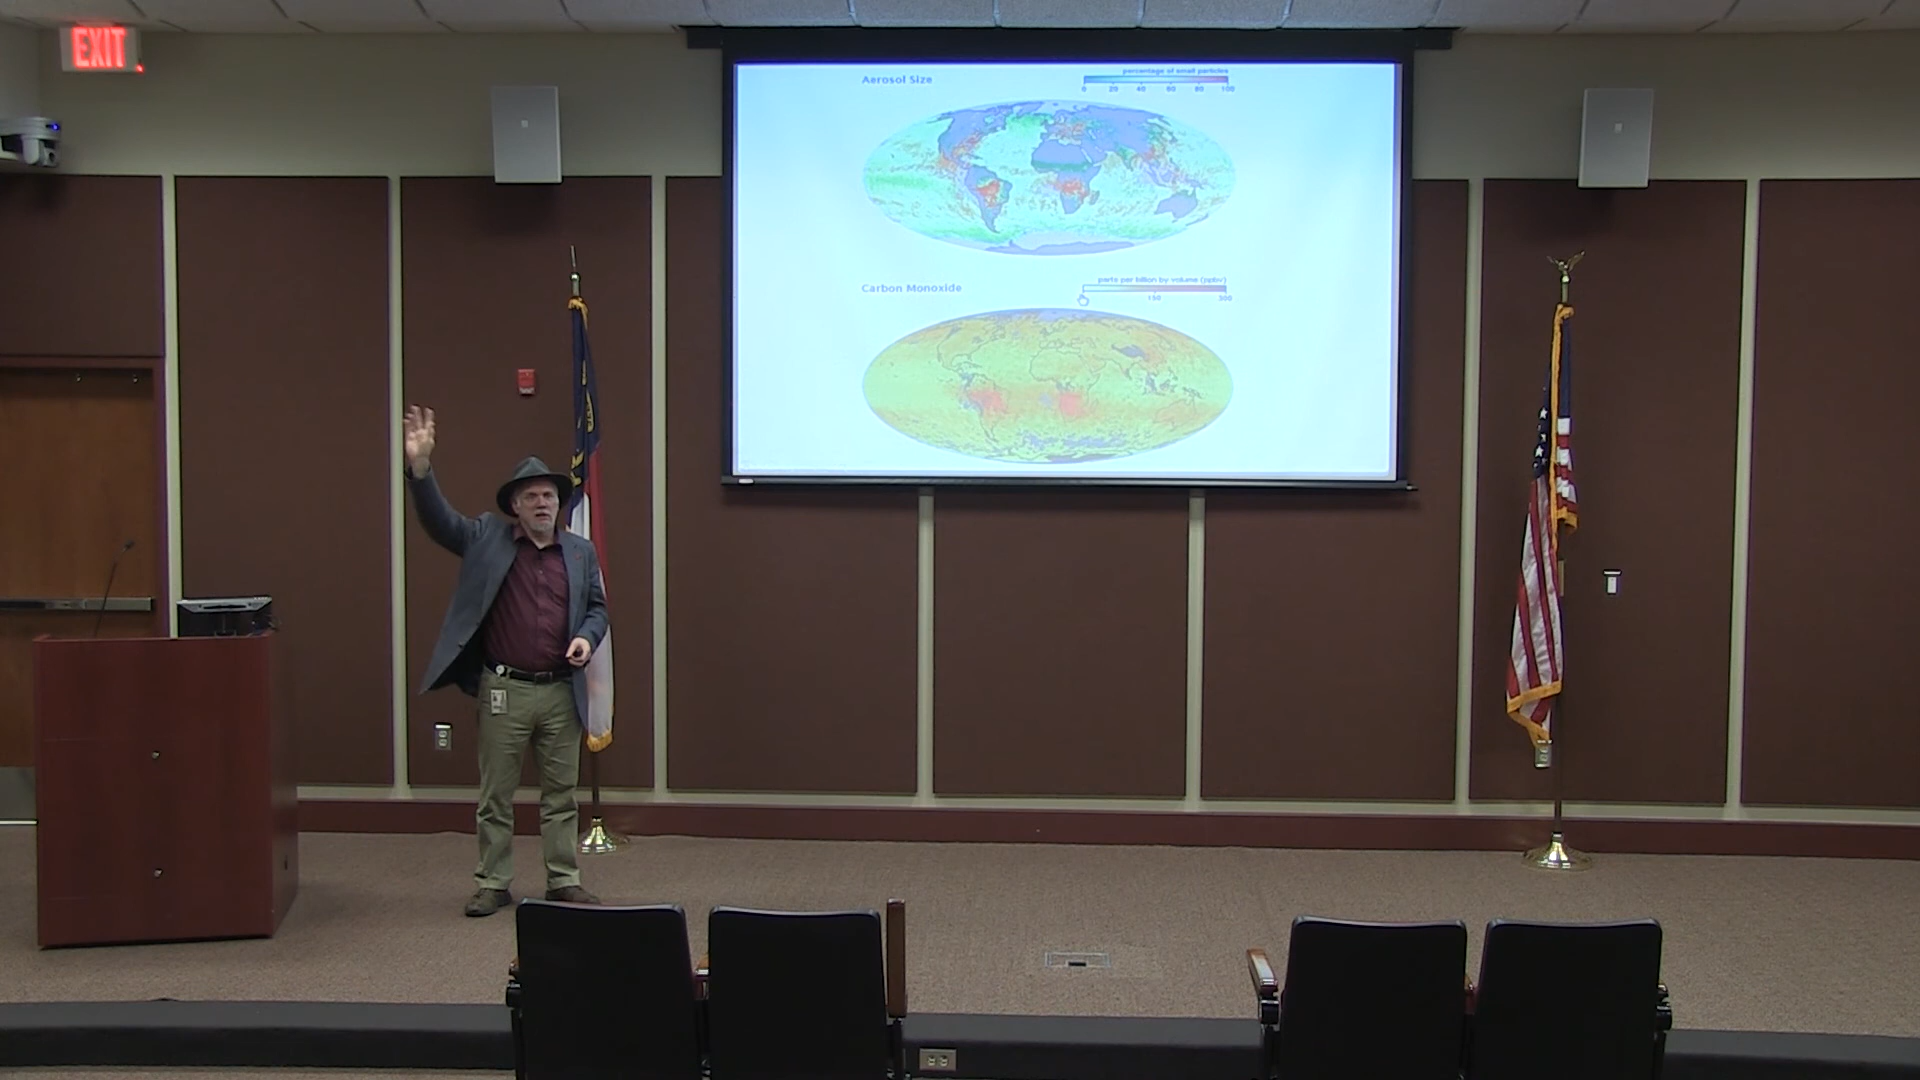 EXIT
Aerosol Size
percentage of small particles
0 20 40 60 80 100
Carbon Monoxide
parts per billion by volume (ppbv)
150 300